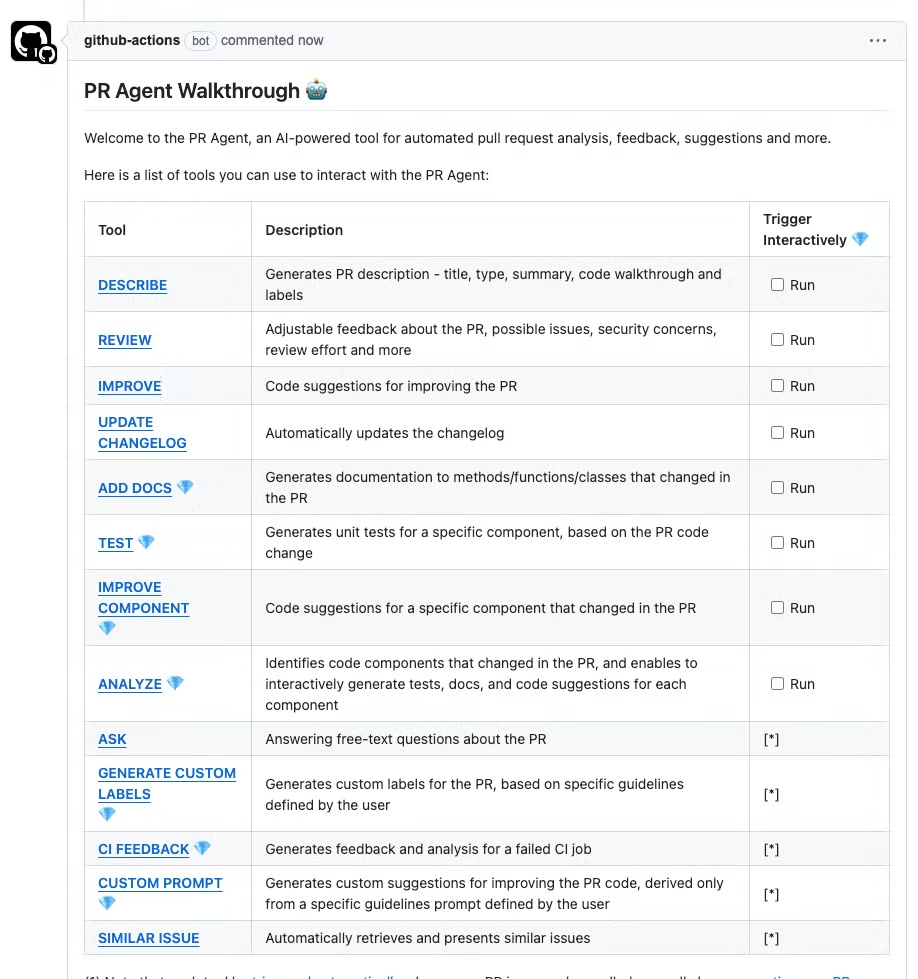 github-actions bot commented now
PR Agent Walkthrough 🤖
Welcome to the PR Agent, an AI-powered tool for automated pull request analysis, feedback, suggestions and more.
Here is a list of tools you can use to interact with the PR Agent:
Tool
Description
Trigger
Interactively 💎
DESCRIBE
Generates PR description - title, type, summary, code walkthrough and
labels
Run
REVIEW
Adjustable feedback about the PR, possible issues, security concerns,
review effort and more
Run
IMPROVE
Code suggestions for improving the PR
Run
UPDATE
CHANGELOG
Automatically updates the changelog
Run
ADD DOCS 💎
Generates documentation to methods/functions/classes that changed in
the PR
Run
TEST 💎
Generates unit tests for a specific component, based on the PR code
change
Run
IMPROVE
COMPONENT
💎
Code suggestions for a specific component that changed in the PR
Run
ANALYZE 💎
Identifies code components that changed in the PR, and enables to
interactively generate tests, docs, and code suggestions for each
component
Run
ASK
Answering free-text questions about the PR
[*]
GENERATE CUSTOM
LABELS
💎
Generates custom labels for the PR, based on specific guidelines
defined by the user
[*]
CI FEEDBACK 💎
Generates feedback and analysis for a failed CI job
[*]
CUSTOM PROMPT
💎
Generates custom suggestions for improving the PR code, derived only
from a specific guidelines prompt defined by the user
[*]
SIMILAR ISSUE
Automatically retrieves and presents similar issues
[*]